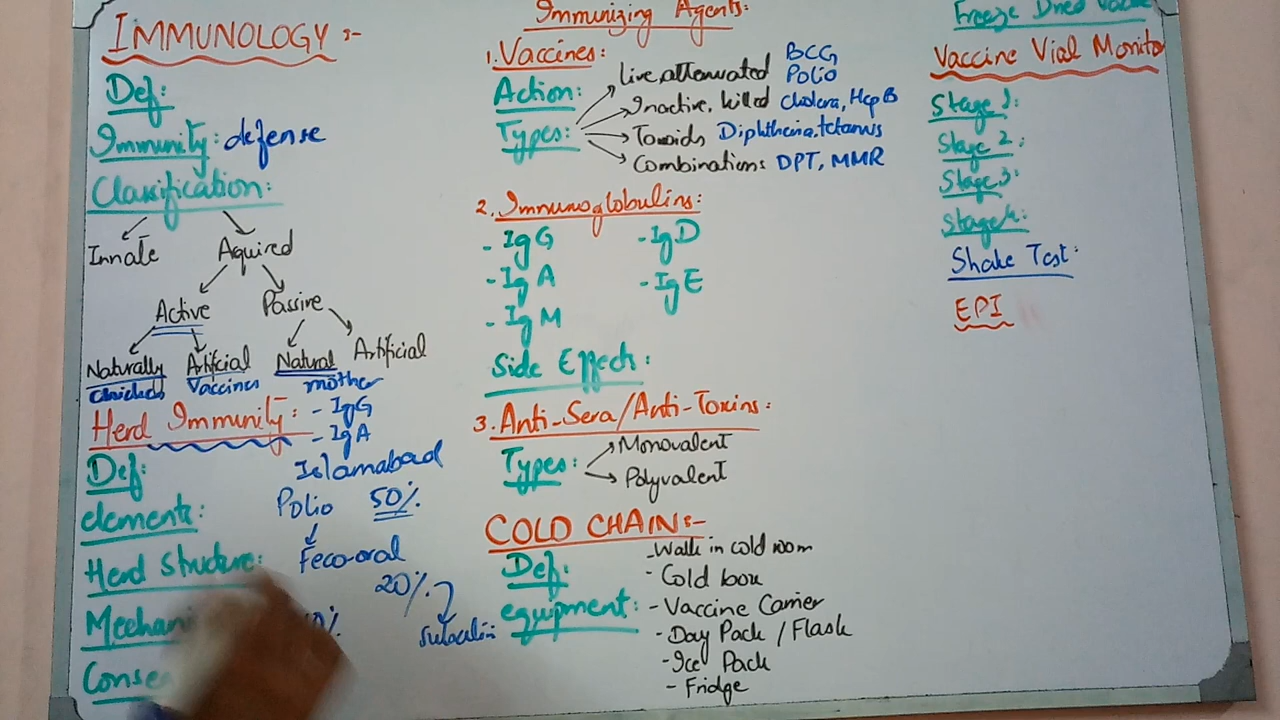 IMMUNOLOGY :-
Def:
Immunity: defense
Classification:
Innate Aquired
Active Passive
Naturally Artificial Natural Artificial
Vaccines mother
Herd Immunity: - IgG
- IgA
Def: Islamabad
elements: Polio 50%
Herd Structure: Feco-oral
20%
Immunizing Agents:
1. Vaccines:
Action:
Types:
Live, attenuated BCG
Polio
Inactive, killed Cholera, Hep B
Toxoids Diphtheria, tetanus
Combinations: DPT, MMR
2. Immunoglobulins:
- IgG - IgD
- IgA - IgE
- IgM
Side Effects:
3. Anti-Sera/Anti-Toxins:
Types: Monovalent
Polyvalent
COLD CHAIN:-
Def:
equipment:
- Walk in cold room
- Cold box
- Vaccine Carrier
- Day Pack / Flask
- Ice Pack
- Fridge
Freeze Dried
Vaccine Vial Monitor
Stage 1:
Stage 2:
Stage 3:
Stage 4:
Shake Test:
EPI